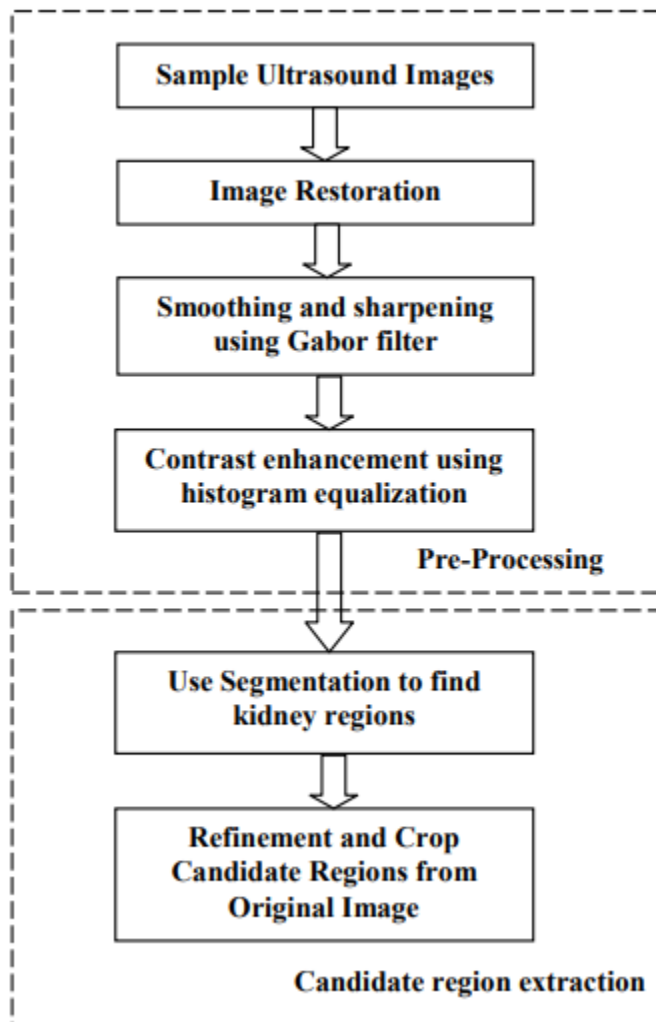 Sample Ultrasound Images
Image Restoration
Smoothing and sharpening
using Gabor filter
Contrast enhancement using
histogram equalization
Pre-Processing
Use Segmentation to find
kidney regions
Refinement and Crop
Candidate Regions from
Original Image
Candidate region extraction